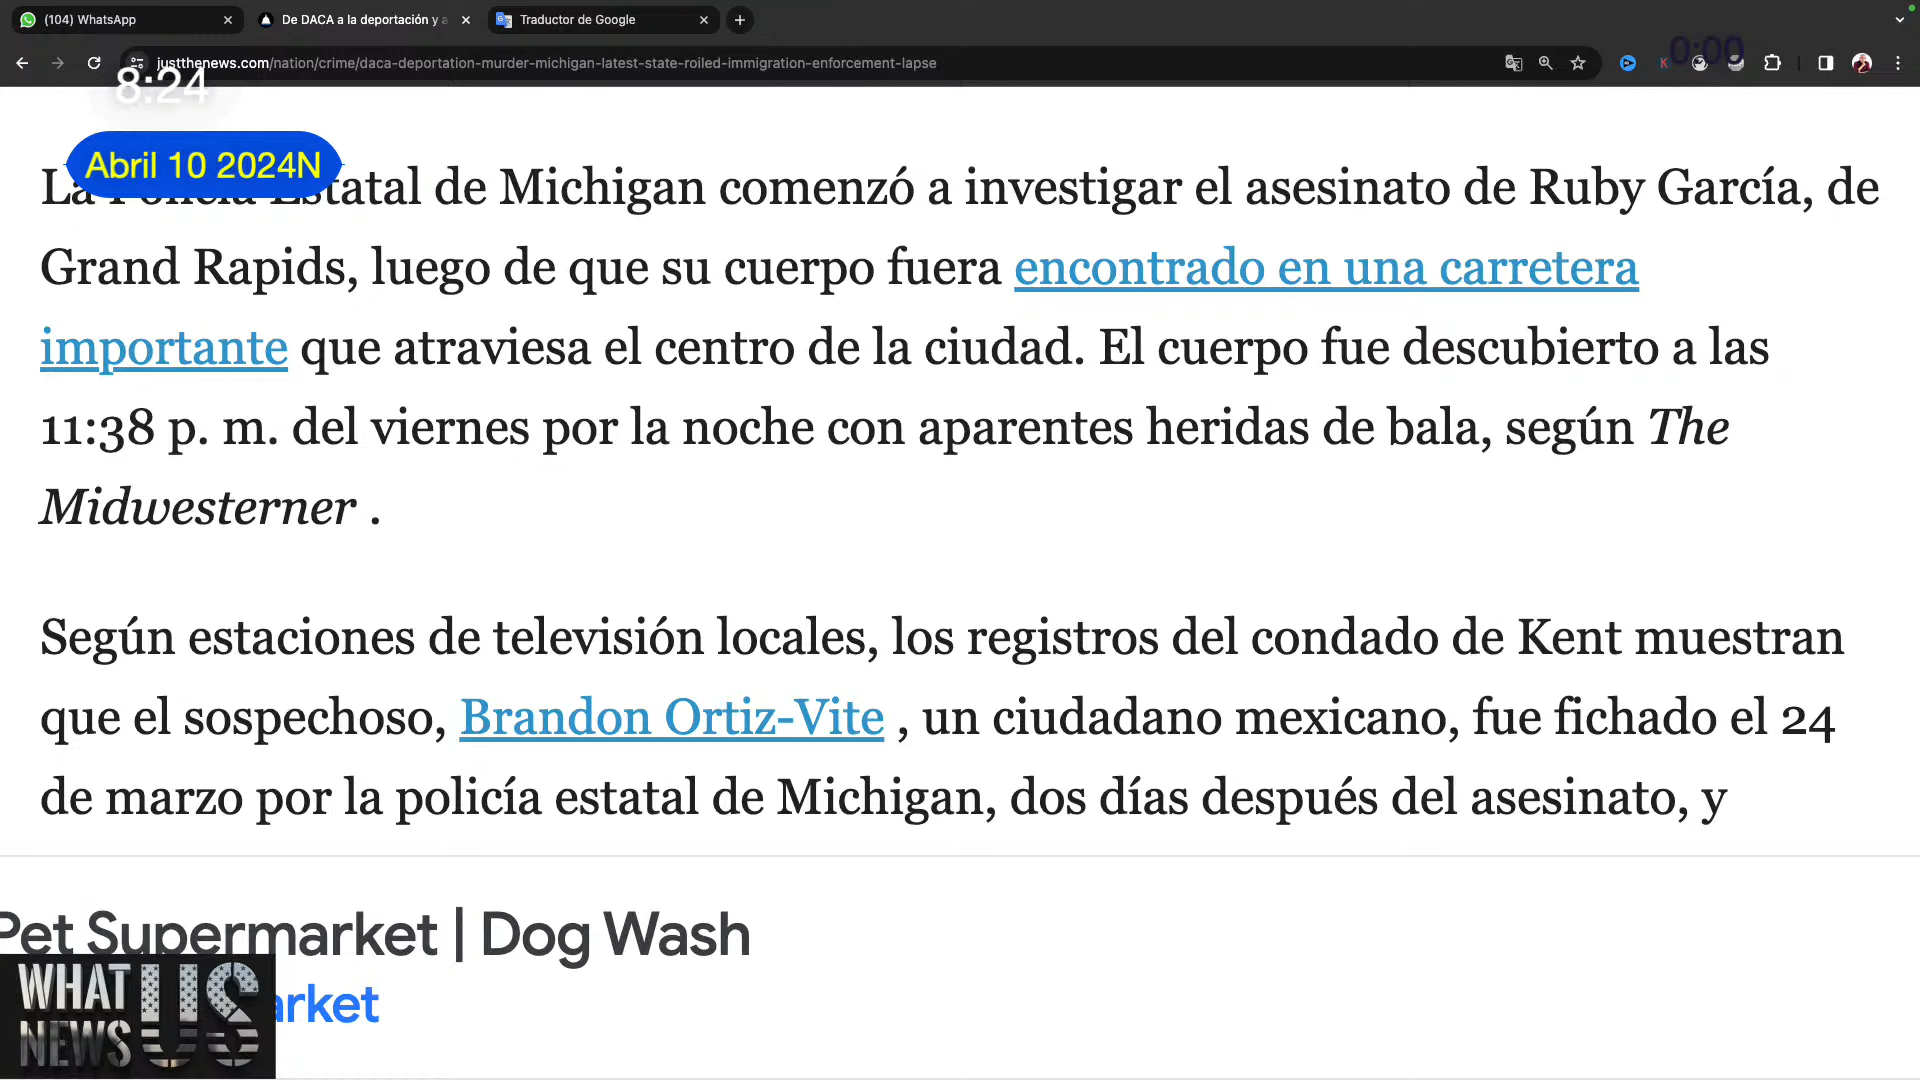 (104) WhatsApp
De DACA a la deportación y a
Traductor de Google
justthenews.com/nation/crime/daca-deportation-murder-michigan-latest-state-roiled-immigration-enforcement-lapse
0:00
8:24
Abril 10 2024N
La Policía Estatal de Michigan comenzó a investigar el asesinato de Ruby García, de
Grand Rapids, luego de que su cuerpo fuera encontrado en una carretera
importante que atraviesa el centro de la ciudad. El cuerpo fue descubierto a las
11:38 p. m. del viernes por la noche con aparentes heridas de bala, según The
Midwesterner .
Según estaciones de televisión locales, los registros del condado de Kent muestran
que el sospechoso, Brandon Ortiz-Vite , un ciudadano mexicano, fue fichado el 24
de marzo por la policía estatal de Michigan, dos días después del asesinato, y
Pet Supermarket | Dog Wash
arket
WHAT
NEWS
US